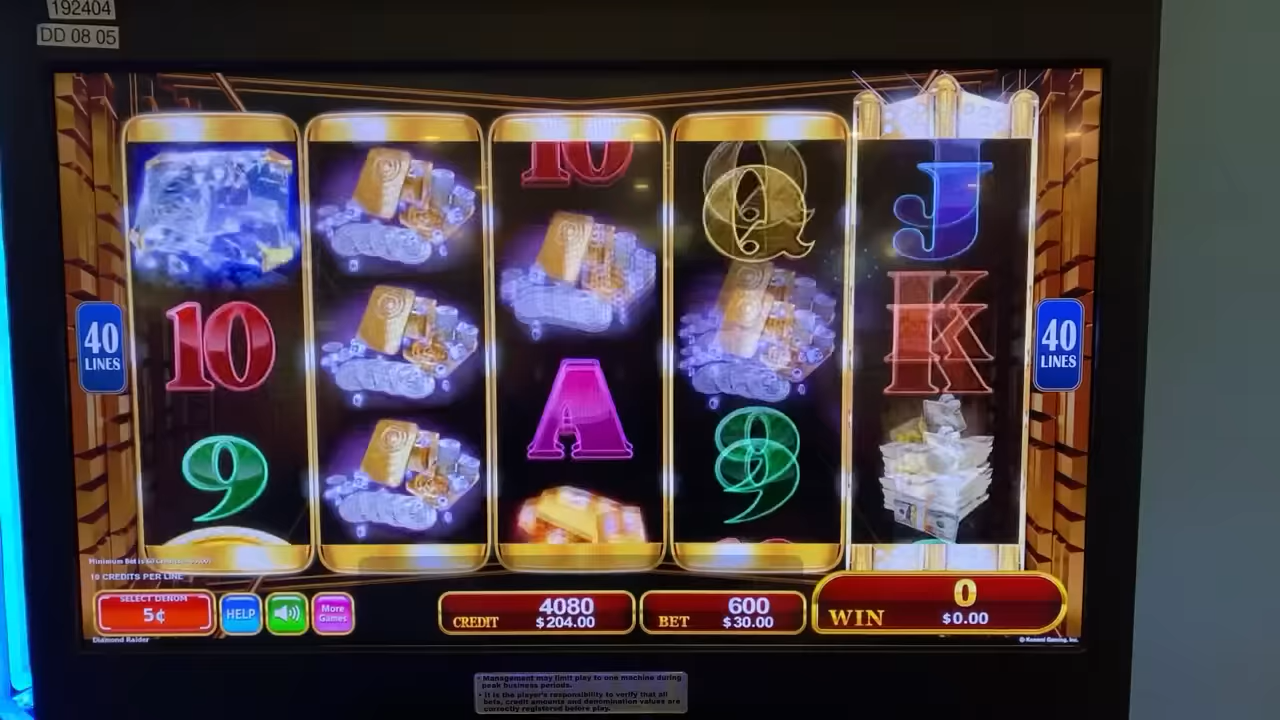 192404
DD 08 05
10
Q
J
40
LINES
10
K
40
LINES
A
9
9
10 CREDITS PER LINE
SELECT DENOM
5¢
HELP
More
Games
CREDIT
4080
$204.00
BET
600
$30.00
WIN
0
$0.00
Diamond Raider
© Konami Gaming, Inc.
• Management may limit play to one machine during
peak business periods.
• It is the player's responsibility to verify that all
bets, credit amounts and denomination values are
correctly registered before play.